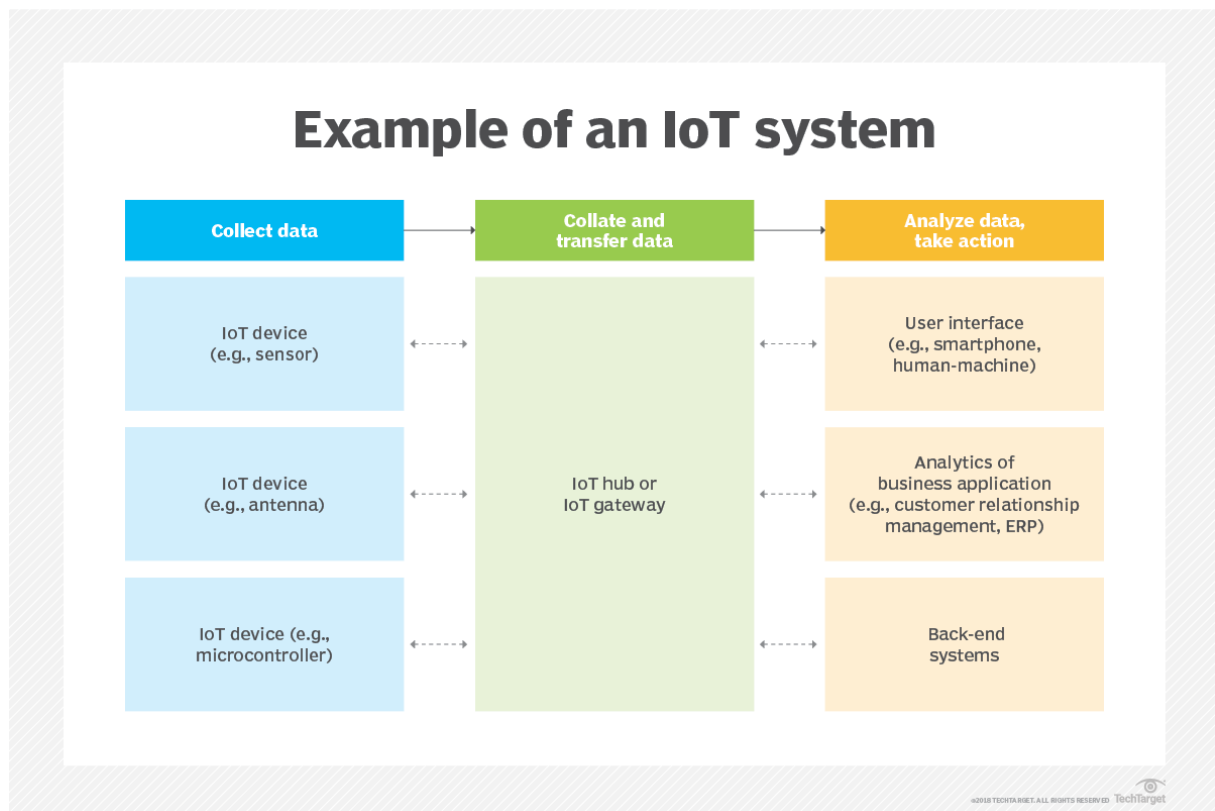 Example of an IoT system
Collect data
Collate and
transfer data
Analyze data,
take action
IoT device
(e.g., sensor)
IoT device
(e.g., antenna)
IoT device (e.g.,
microcontroller)
IoT hub or
IoT gateway
User interface
(e.g., smartphone,
human-machine)
Analytics of
business application
(e.g., customer relationship
management, ERP)
Back-end
systems
©2018 TECHTARGET. ALL RIGHTS RESERVED TechTarget